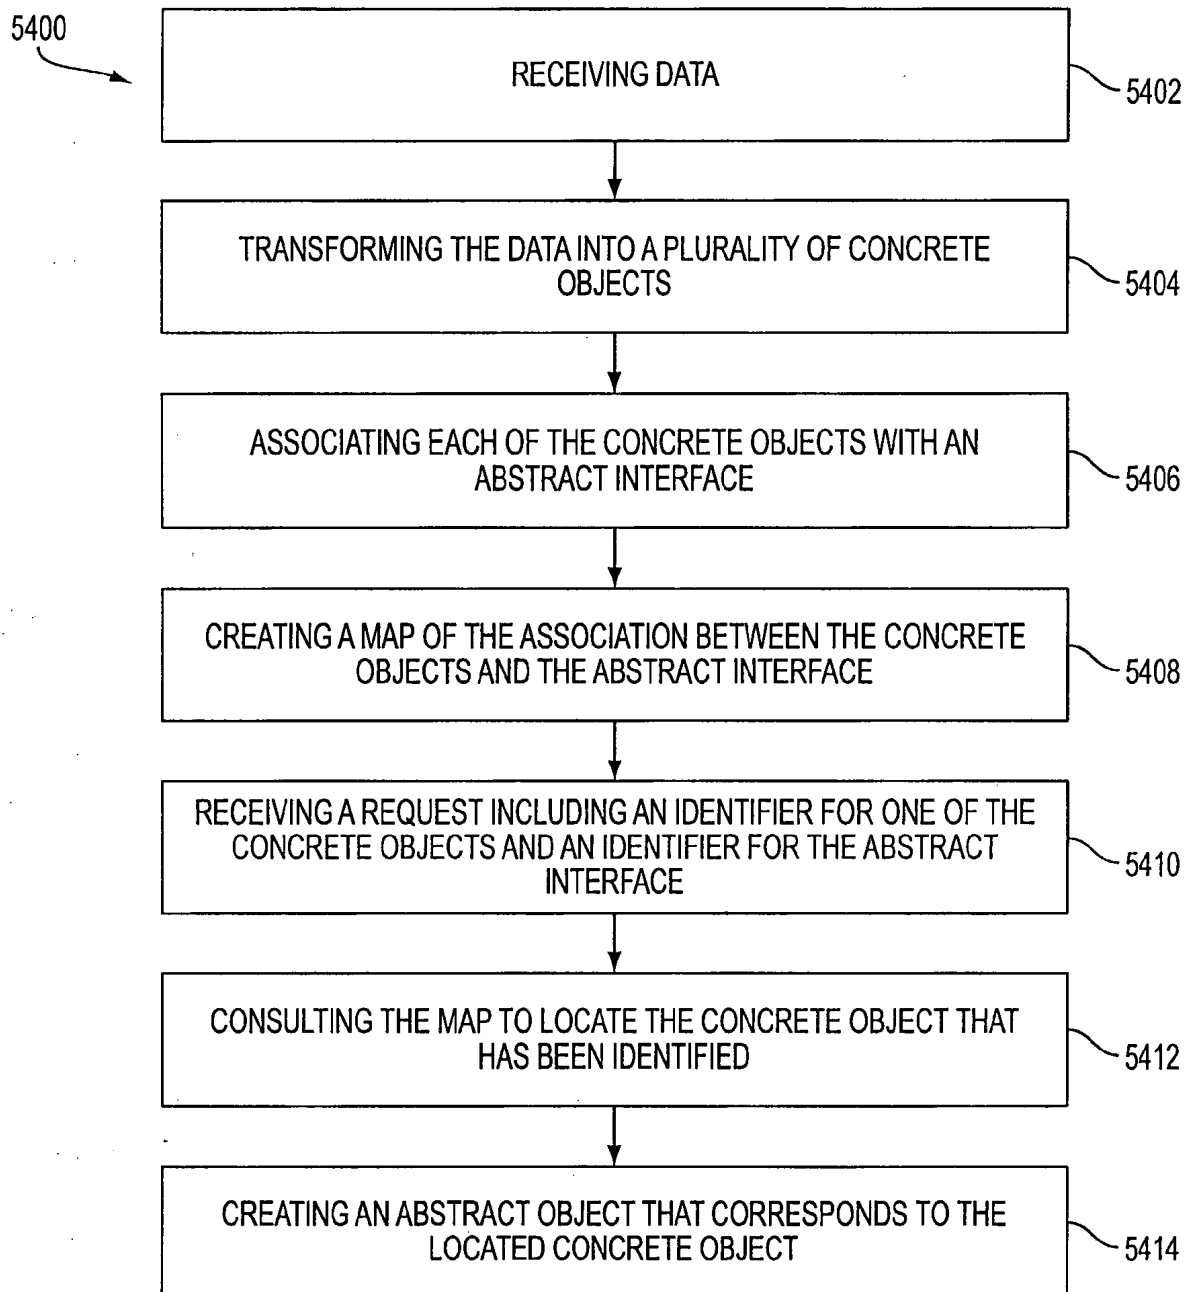 5400
RECEIVING DATA
5402
TRANSFORMING THE DATA INTO A PLURALITY OF CONCRETE
OBJECTS
5404
ASSOCIATING EACH OF THE CONCRETE OBJECTS WITH AN
ABSTRACT INTERFACE
5406
CREATING A MAP OF THE ASSOCIATION BETWEEN THE CONCRETE
OBJECTS AND THE ABSTRACT INTERFACE
5408
RECEIVING A REQUEST INCLUDING AN IDENTIFIER FOR ONE OF THE
CONCRETE OBJECTS AND AN IDENTIFIER FOR THE ABSTRACT
INTERFACE
5410
CONSULTING THE MAP TO LOCATE THE CONCRETE OBJECT THAT
HAS BEEN IDENTIFIED
5412
CREATING AN ABSTRACT OBJECT THAT CORRESPONDS TO THE
LOCATED CONCRETE OBJECT
5414